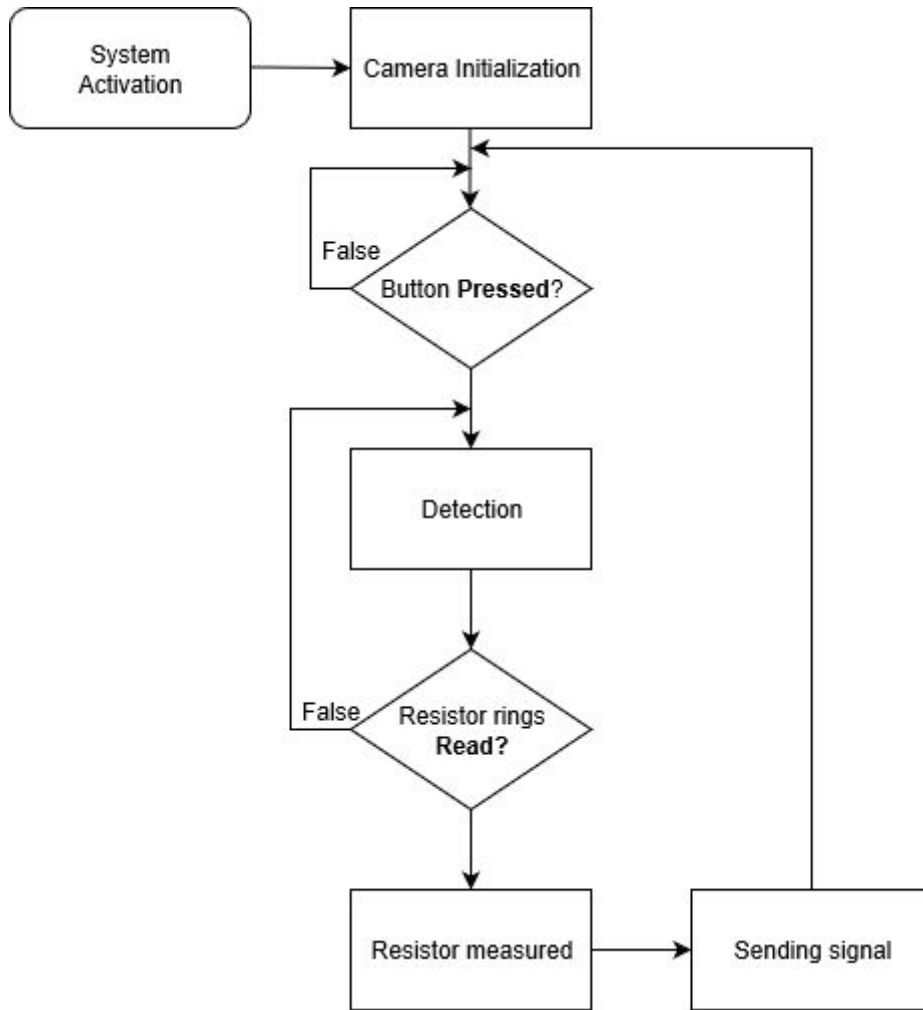 System
Activation
Camera Initialization
False
Button Pressed?
Detection
False
Resistor rings
Read?
Resistor measured
Sending signal